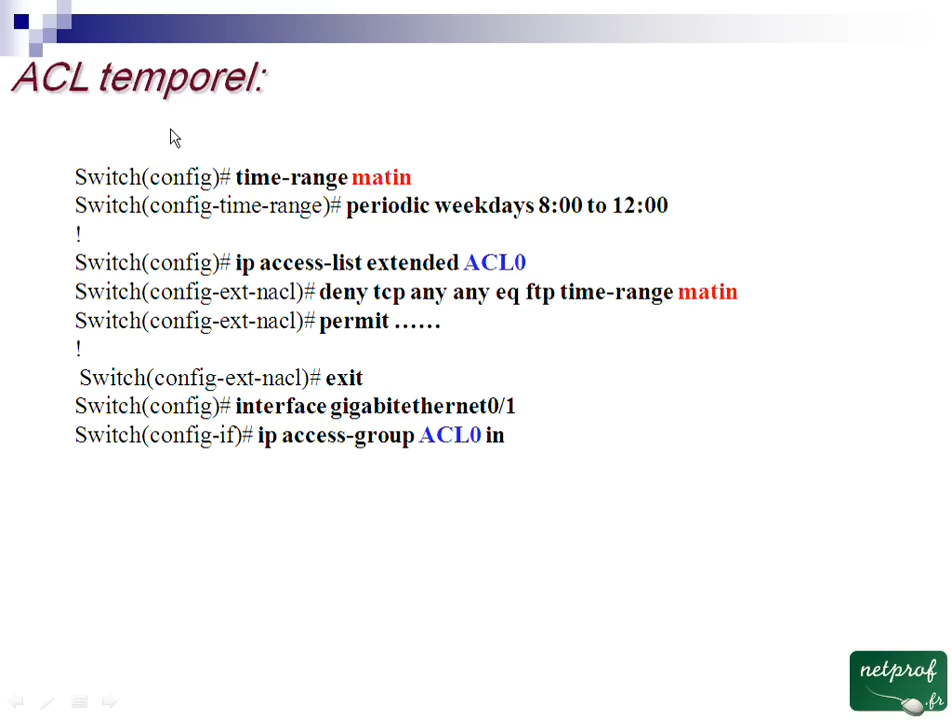 ACL temporel:
Switch(config)# time-range matin
Switch(config-time-range)# periodic weekdays 8:00 to 12:00
!
Switch(config)# ip access-list extended ACL0
Switch(config-ext-nacl)# deny tcp any any eq ftp time-range matin
Switch(config-ext-nacl)# permit ……
!
Switch(config-ext-nacl)# exit
Switch(config)# interface gigabitethernet0/1
Switch(config-if)# ip access-group ACL0 in
netprof
.fr